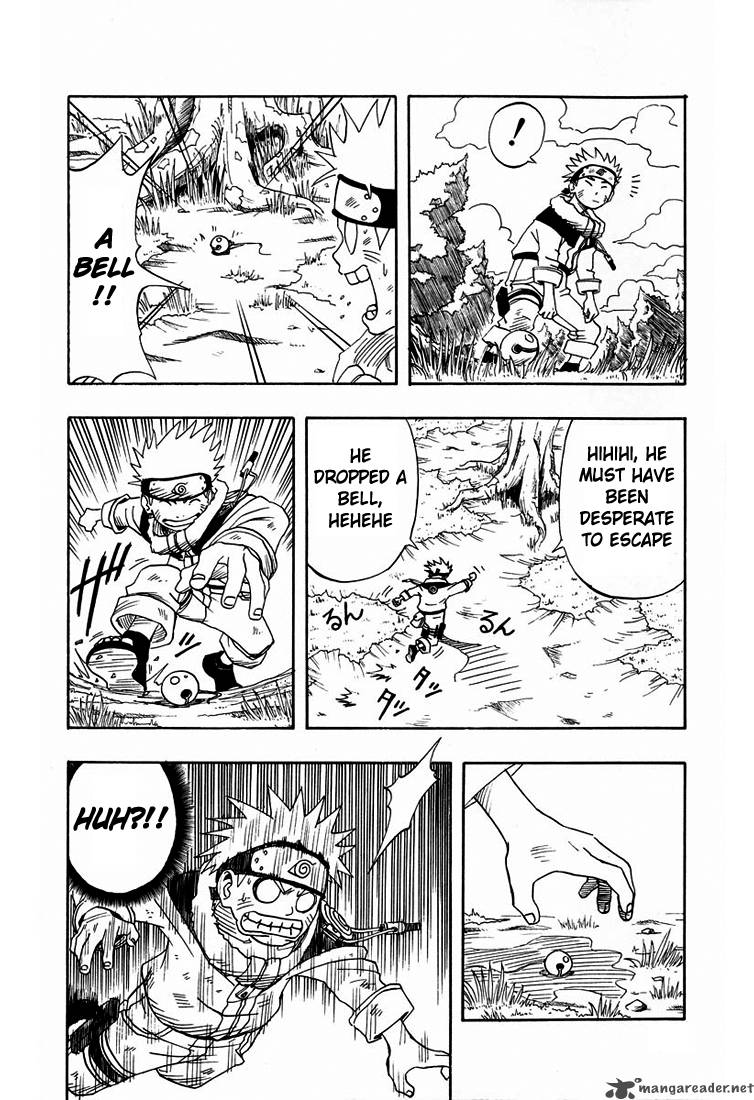 !
A
BELL
!!
HIHIHI, HE
MUST HAVE
BEEN
DESPERATE
TO ESCAPE
HE
DROPPED A
BELL,
HEHEHE
るん
るん
タッ
タッ
HUH?!!
mangareader.net